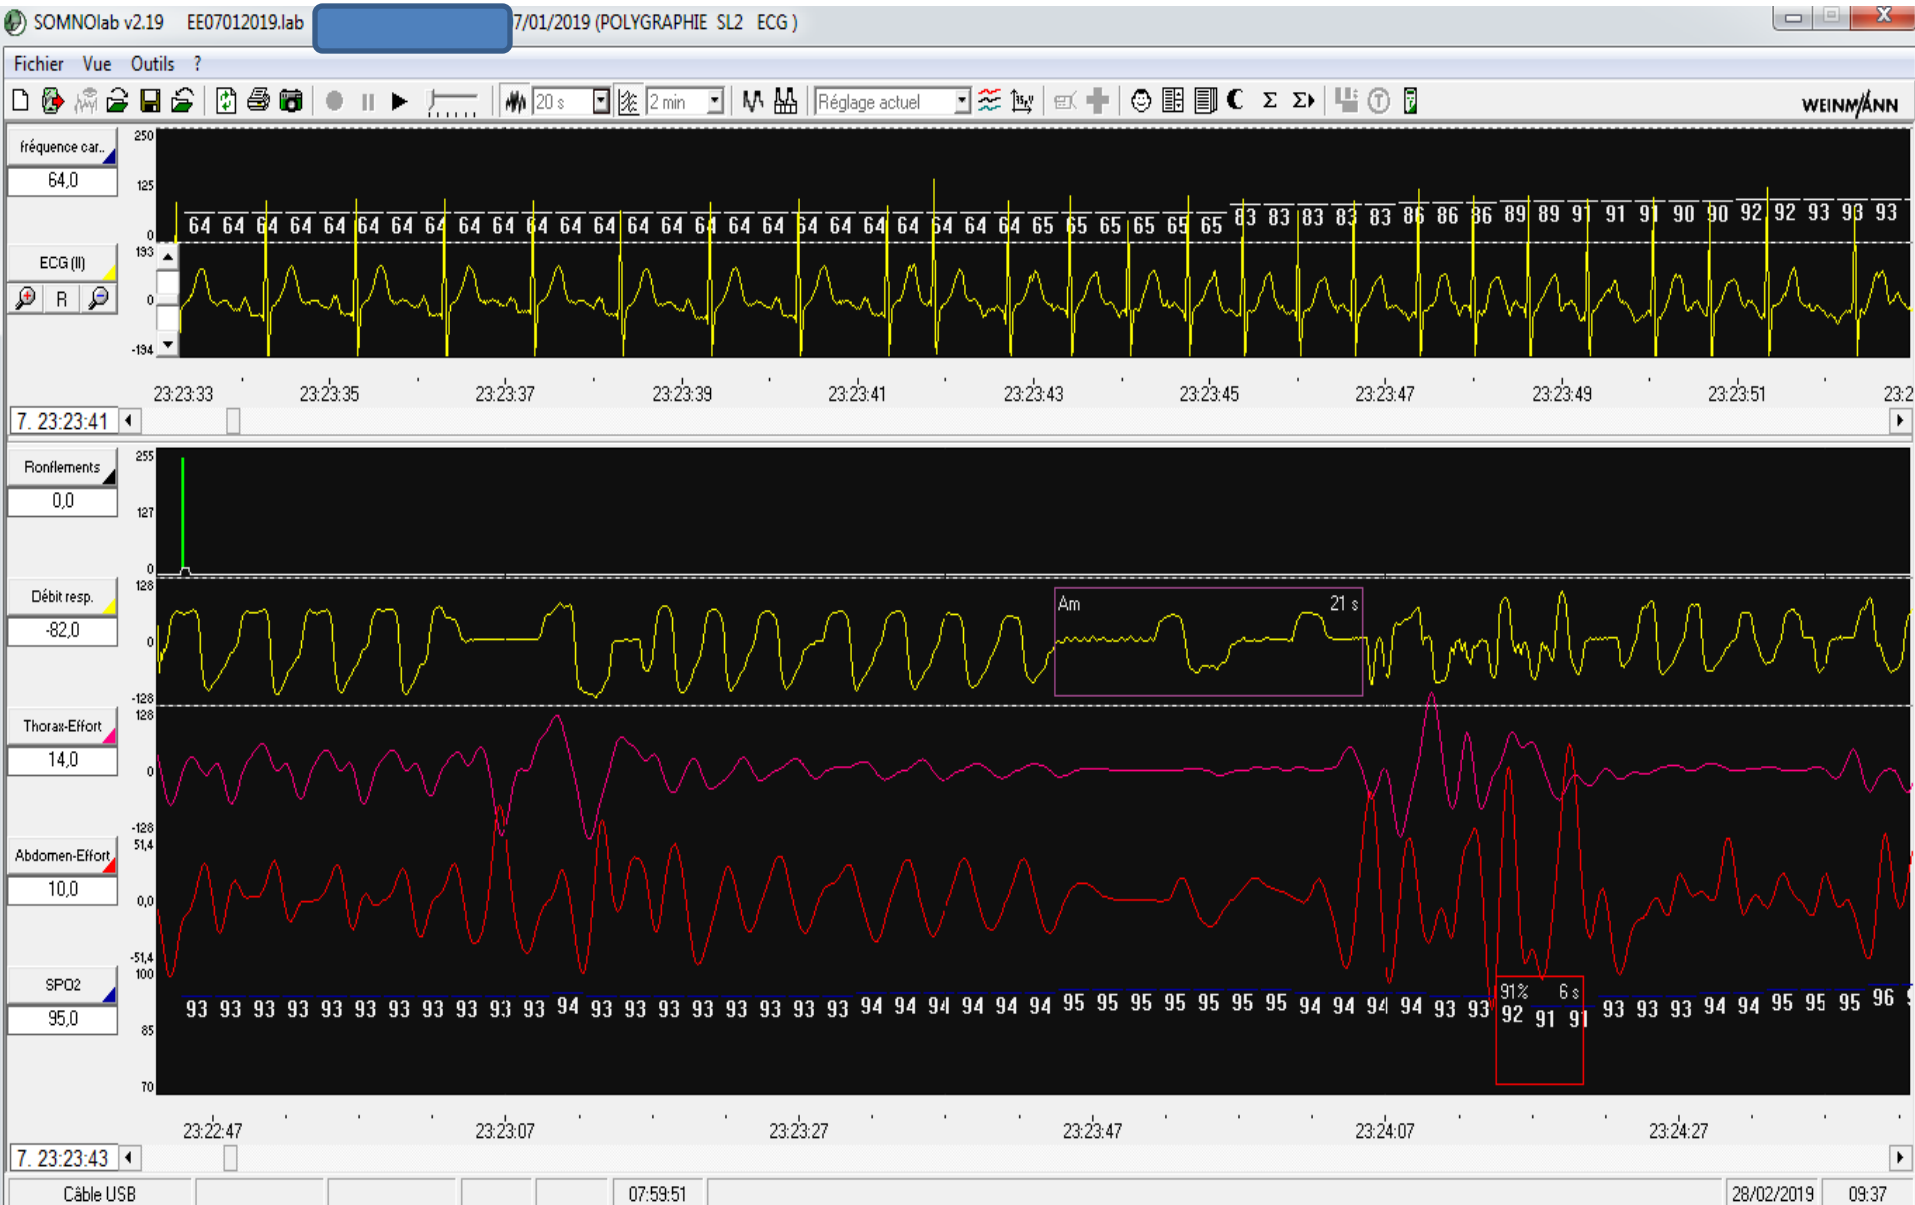 SOMNOlab v2.19 EE07012019.lab 7/01/2019 (POLYGRAPHIE SL2 ECG )
Fichier Vue Outils ?
20 s 2 min Réglage actuel WEINMANN
fréquence car..
64,0
250
125
0
64 64 64 64 64 64 64 64 64 64 64 64 64 64 64 64 64 64 64 64 64 64 64 64 64 65 65 65 65 65 65 83 83 83 83 83 86 86 86 89 89 91 91 91 90 90 92 92 93 93 93
ECG (II)
R
193
0
-194
23:23:33 23:23:35 23:23:37 23:23:39 23:23:41 23:23:43 23:23:45 23:23:47 23:23:49 23:23:51 23:2
7. 23:23:41
Ronflements
0,0
255
127
0
Débit resp.
-82,0
128
0
-128
Am 21 s
Thorax-Effort
14,0
128
0
-128
Abdomen-Effort
10,0
51,4
0,0
-51,4
SPO2
95,0
100
85
70
93 93 93 93 93 93 93 93 93 93 93 94 93 93 93 93 93 93 93 93 94 94 94 94 94 94 95 95 95 95 95 95 95 94 94 94 94 93 93 92 91 91 93 93 93 94 94 95 95 95 96 9
91% 6 s
23:22:47 23:23:07 23:23:27 23:23:47 23:24:07 23:24:27
7. 23:23:43
Câble USB 07:59:51 28/02/2019 09:37